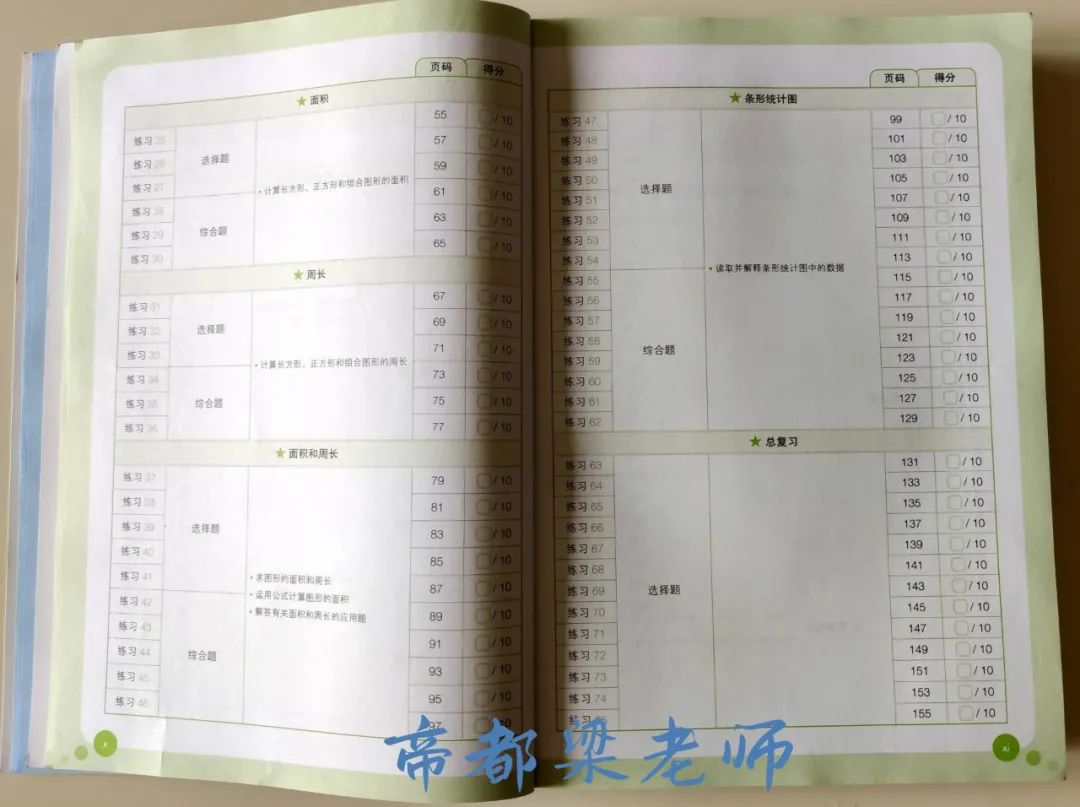 页码 得分
★ 面积
练习 25 选择题 • 计算长方形、正方形和组合图形的面积 55 /10
练习 26 57 /10
练习 27 59 /10
练习 28 综合题 61 /10
练习 29 63 /10
练习 30 65 /10
★ 周长
练习 31 选择题 • 计算长方形、正方形和组合图形的周长 67 /10
练习 32 69 /10
练习 33 71 /10
练习 34 综合题 73 /10
练习 35 75 /10
练习 36 77 /10
★ 面积和周长
练习 37 选择题 79 /10
练习 38 81 /10
练习 39 83 /10
练习 40 85 /10
练习 41 87 /10
• 求图形的面积和周长
• 运用公式计算图形的面积
• 解答有关面积和周长的应用题
练习 42 综合题 89 /10
练习 43 91 /10
练习 44 93 /10
练习 45 95 /10
练习 46 97
x
页码 得分
★ 条形统计图
练习 47 选择题 • 读取并解释条形统计图中的数据 99 /10
练习 48 101 /10
练习 49 103 /10
练习 50 105 /10
练习 51 107 /10
练习 52 109 /10
练习 53 111 /10
练习 54 113 /10
练习 55 综合题 115 /10
练习 56 117 /10
练习 57 119 /10
练习 58 121 /10
练习 59 123 /10
练习 60 125 /10
练习 61 127 /10
练习 62 129 /10
★ 总复习
练习 63 选择题 131 /10
练习 64 133 /10
练习 65 135 /10
练习 66 137 /10
练习 67 139 /10
练习 68 141 /10
练习 69 143 /10
练习 70 145 /10
练习 71 147 /10
练习 72 149 /10
练习 73 151 /10
练习 74 153 /10
155 /10
xi
帝都梁老师